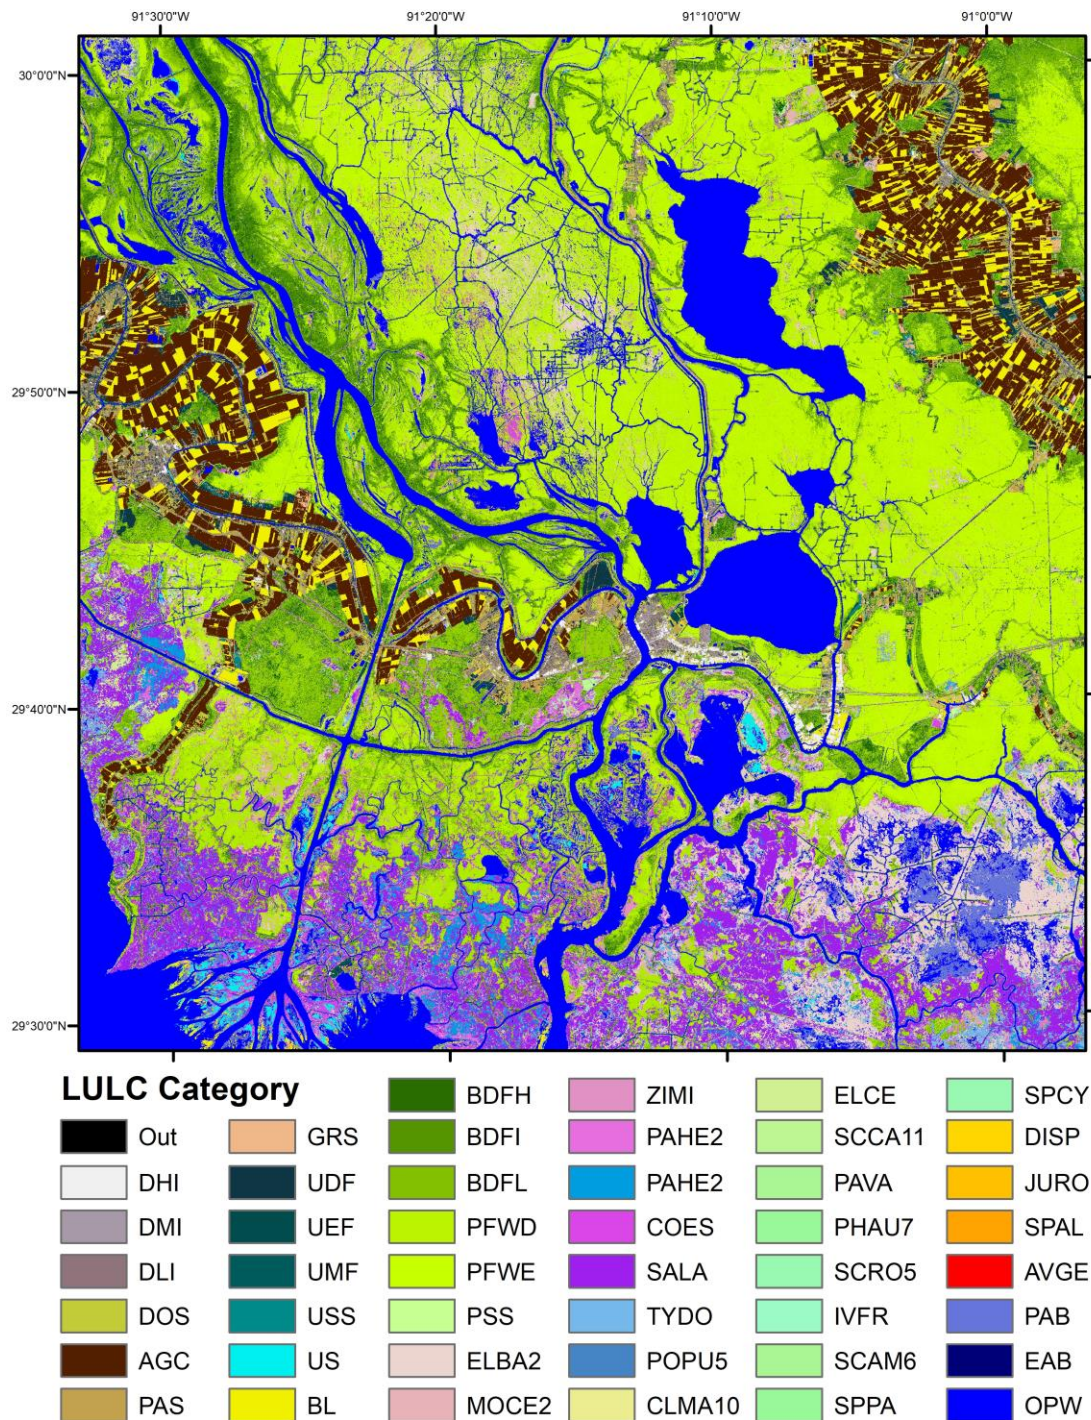 91°30'0"W 91°20'0"W 91°10'0"W 91°0'0"W
30°0'0"N
29°50'0"N
29°40'0"N
29°30'0"N
LULC Category
BDFH ZIMI ELCE SPCY
Out GRS BDFI PAHE2 SCCA11 DISP
DHI UDF BDFL PAHE2 PAVA JURO
DMI UEF PFWD COES PHAU7 SPAL
DLI UMF PFWE SALA SCRO5 AVGE
DOS USS PSS TYDO IVFR PAB
AGC US ELBA2 POPU5 SCAM6 EAB
PAS BL MOCE2 CLMA10 SPPA OPW